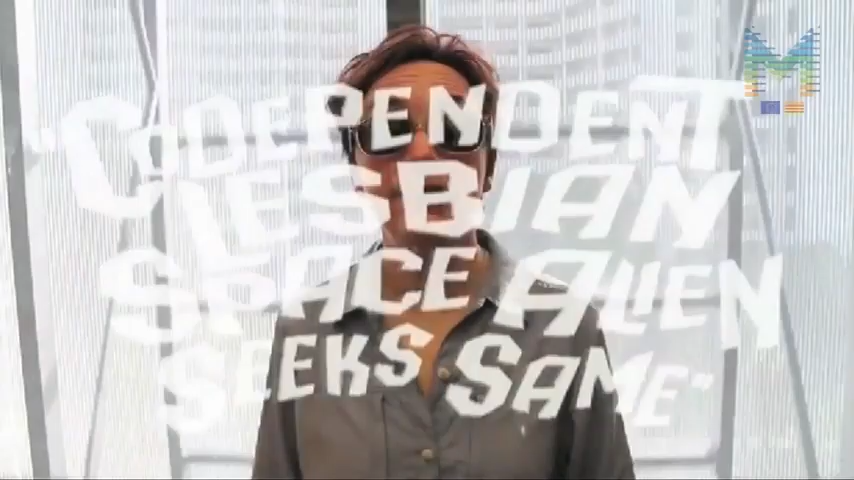 "CODEPENDENT
LESBIAN
SPACE ALIEN
SEEKS SAME"
M